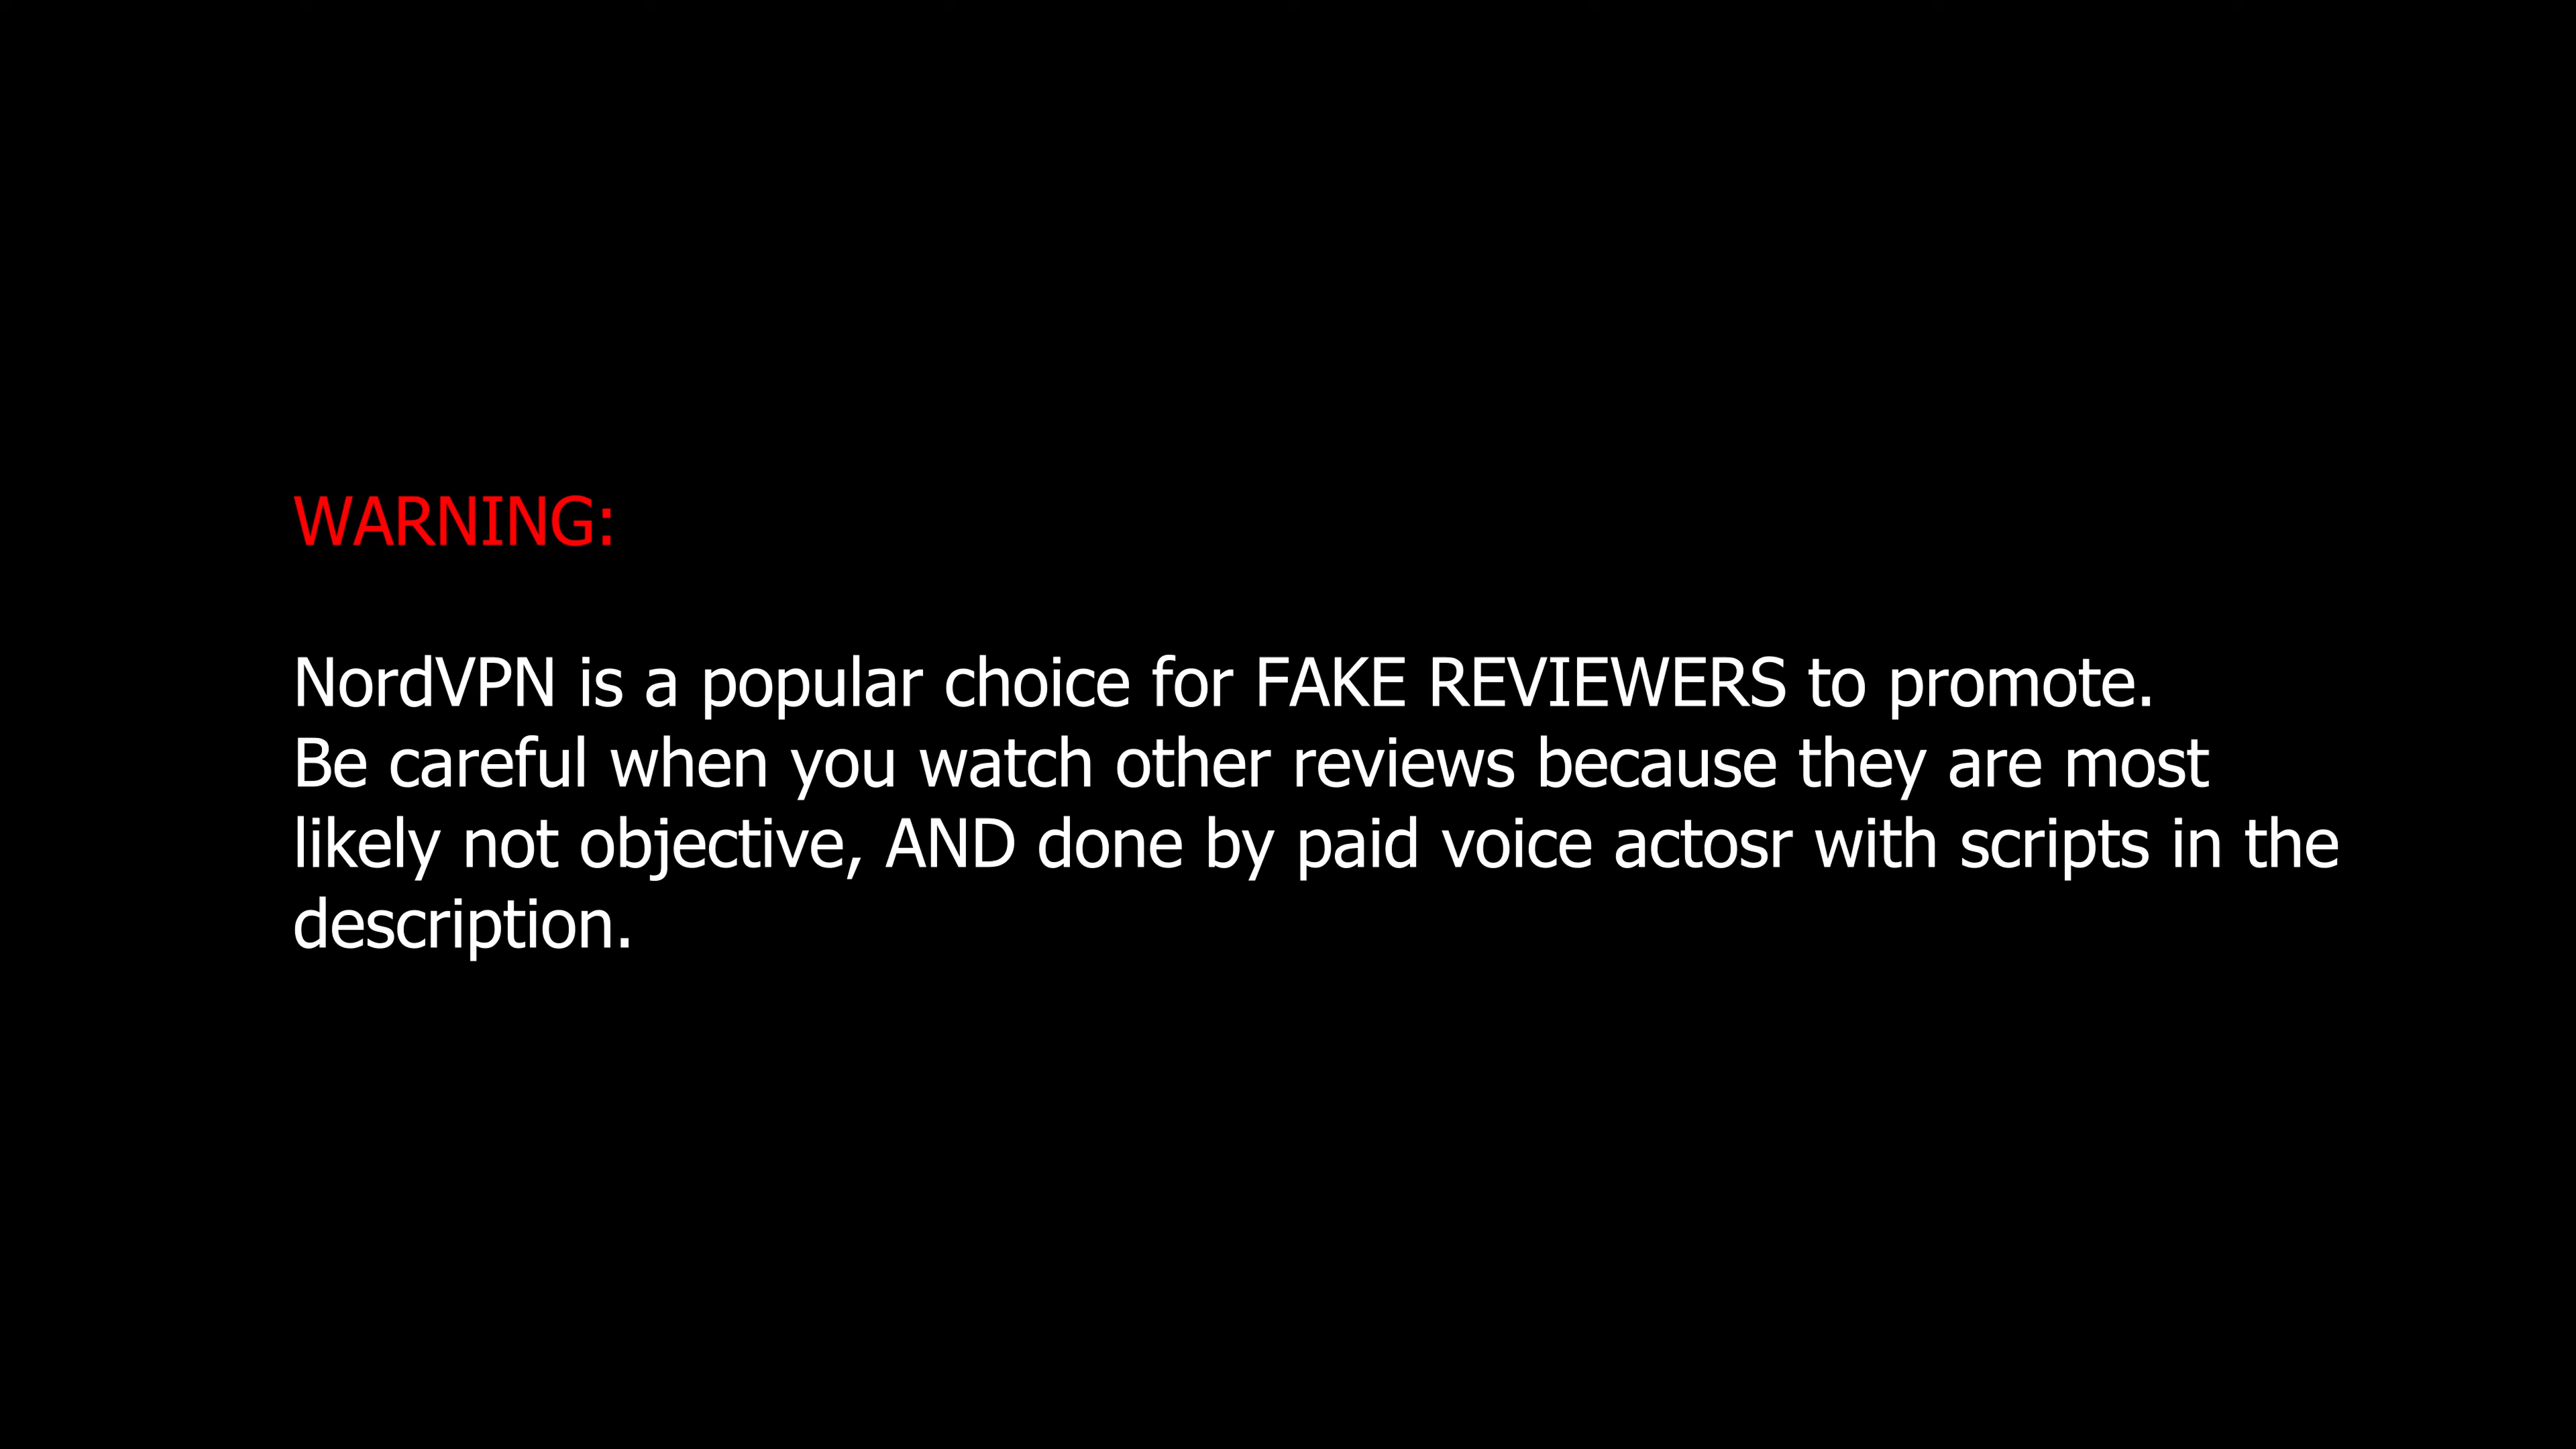 WARNING:
NordVPN is a popular choice for FAKE REVIEWERS to promote.
Be careful when you watch other reviews because they are most
likely not objective, AND done by paid voice actosr with scripts in the
description.